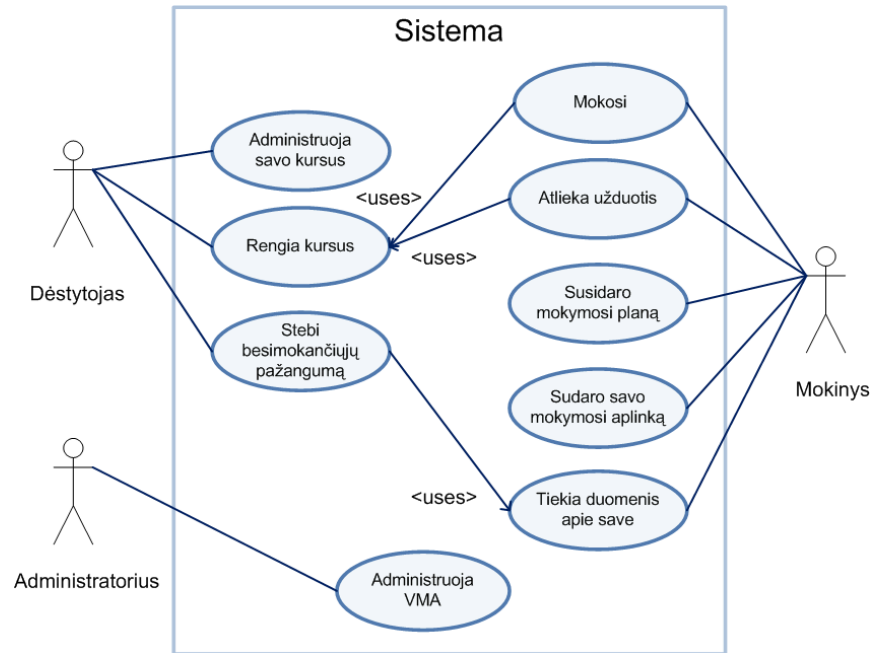 Sistema
Mokosi
Administruoja
savo kursus
<uses>
Atlieka užduotis
Rengia kursus
<uses>
Dėstytojas
Susidaro
mokymosi planą
Stebi
besimokančiųjų
pažangumą
Mokinys
Sudaro savo
mokymosi aplinką
<uses>
Tiekia duomenis
apie save
Administratorius
Administruoja
VMA